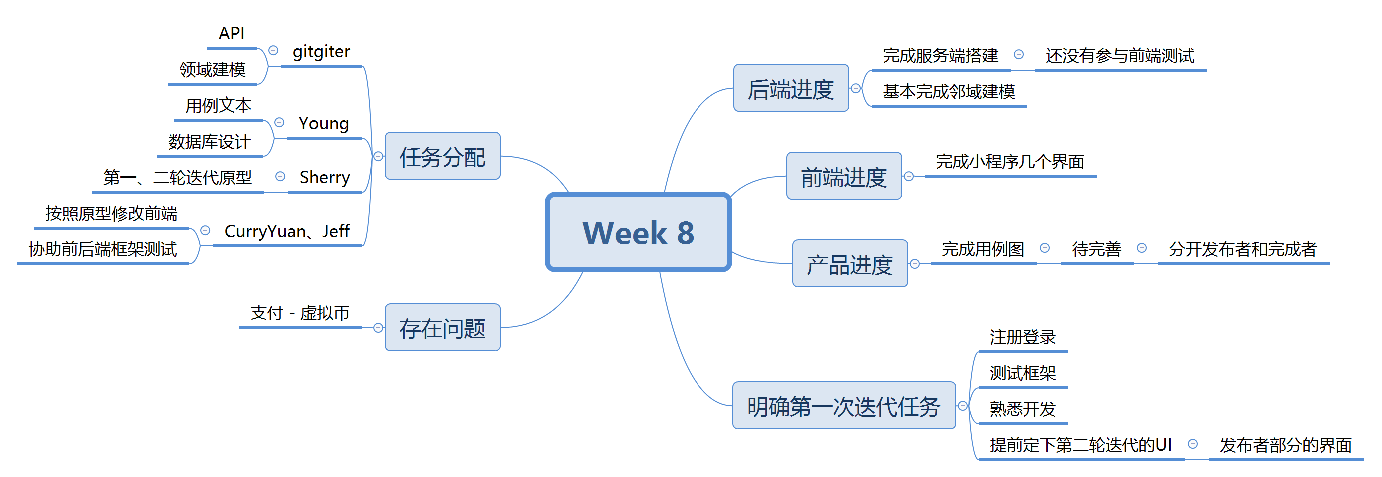 Week 8
后端进度
完成服务端搭建
还没有参与前端测试
基本完成邻域建模
前端进度
完成小程序几个界面
产品进度
完成用例图
待完善
分开发布者和完成者
明确第一次迭代任务
注册登录
测试框架
熟悉开发
提前定下第二轮迭代的UI
发布者部分的界面
任务分配
gitgiter
API
领域建模
Young
用例文本
数据库设计
Sherry
第一、二轮迭代原型
CurryYuan、Jeff
按照原型修改前端
协助前后端框架测试
存在问题
支付 - 虚拟币